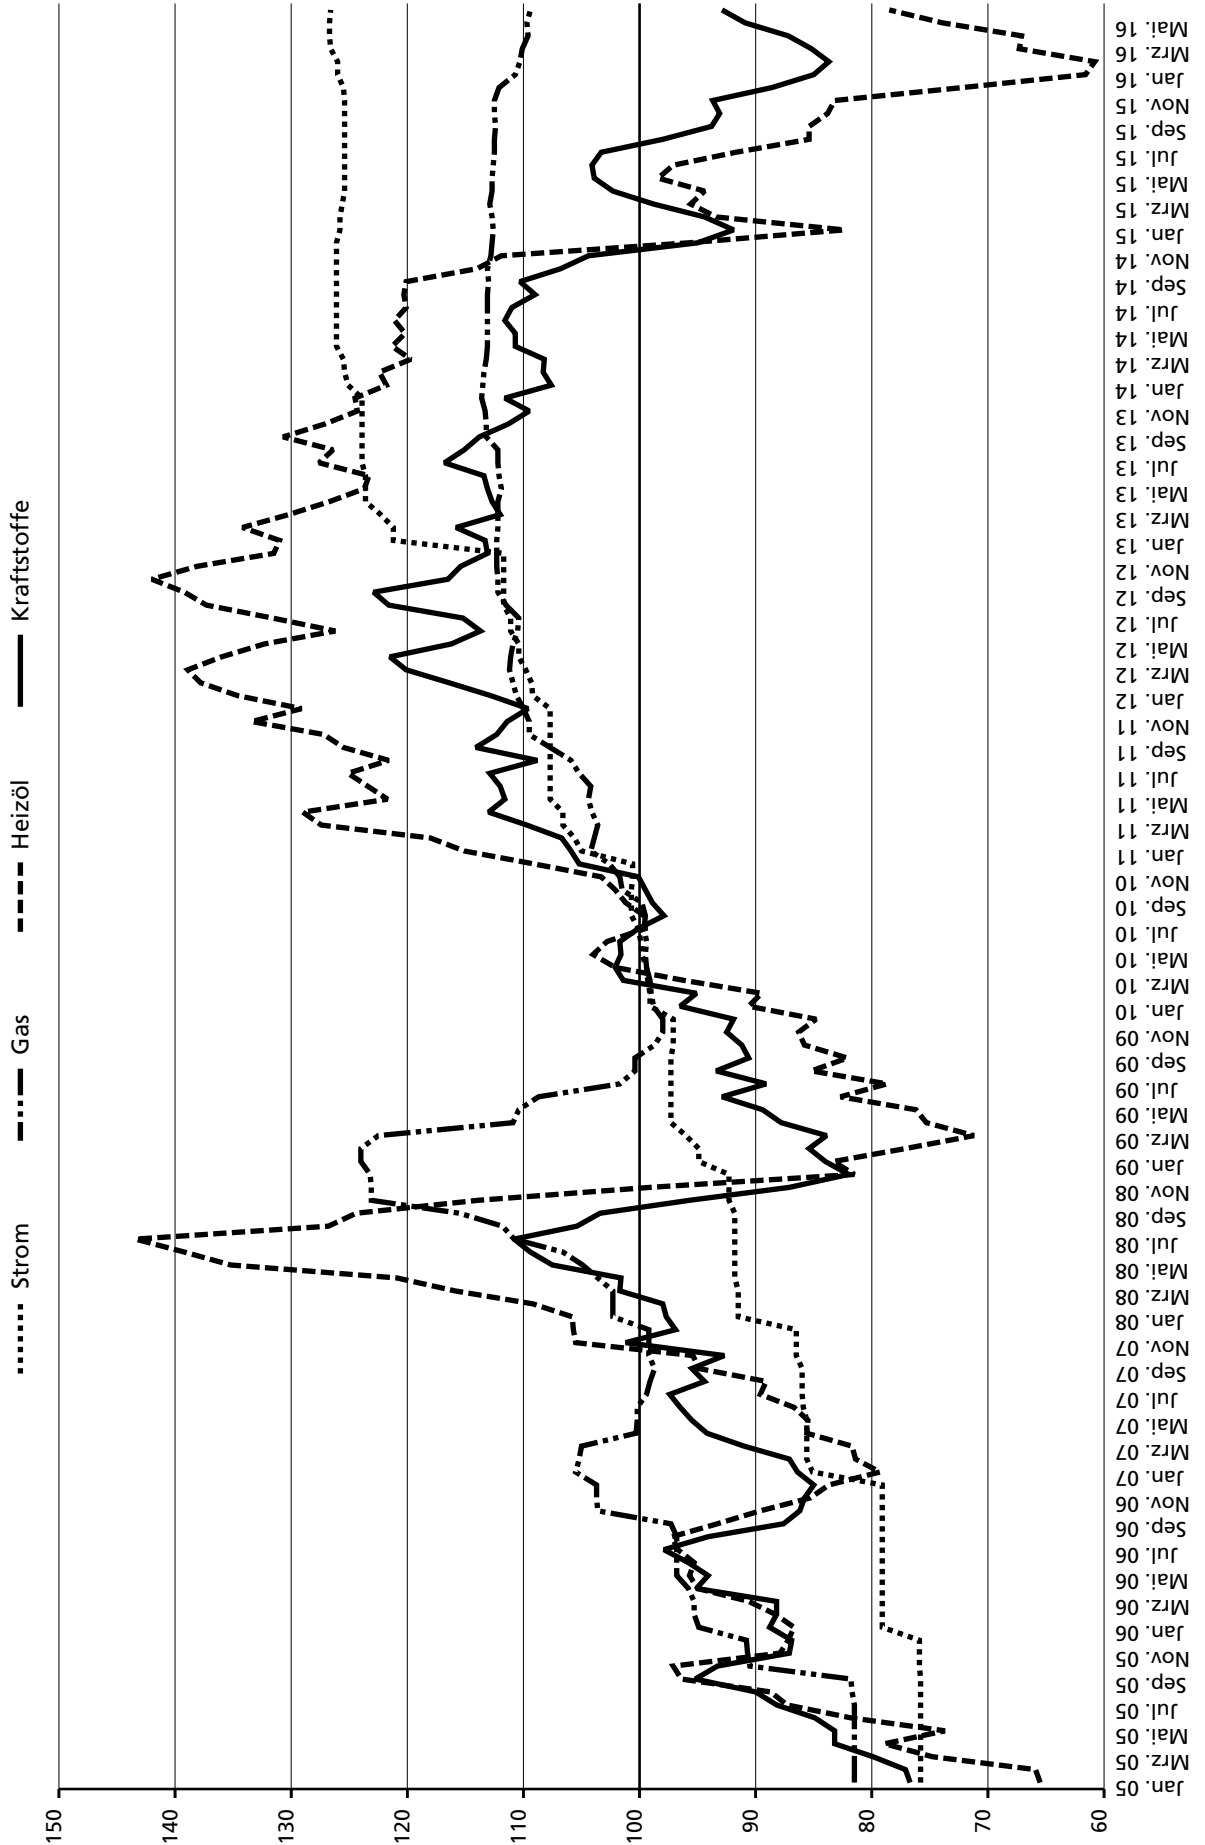 Strom Gas Heizöl Kraftstoffe
150
140
130
120
110
100
90
80
70
60
Jan. 05
Mrz. 05
Mai. 05
Jul. 05
Sep. 05
Nov. 05
Jan. 06
Mrz. 06
Mai. 06
Jul. 06
Sep. 06
Nov. 06
Jan. 07
Mrz. 07
Mai. 07
Jul. 07
Sep. 07
Nov. 07
Jan. 08
Mrz. 08
Mai. 08
Jul. 08
Sep. 08
Nov. 08
Jan. 09
Mrz. 09
Mai. 09
Jul. 09
Sep. 09
Nov. 09
Jan. 10
Mrz. 10
Mai. 10
Jul. 10
Sep. 10
Nov. 10
Jan. 11
Mrz. 11
Mai. 11
Jul. 11
Sep. 11
Nov. 11
Jan. 12
Mrz. 12
Mai. 12
Jul. 12
Sep. 12
Nov. 12
Jan. 13
Mrz. 13
Mai. 13
Jul. 13
Sep. 13
Nov. 13
Jan. 14
Mrz. 14
Mai. 14
Jul. 14
Sep. 14
Nov. 14
Jan. 15
Mrz. 15
Mai. 15
Jul. 15
Sep. 15
Nov. 15
Jan. 16
Mrz. 16
Mai. 16